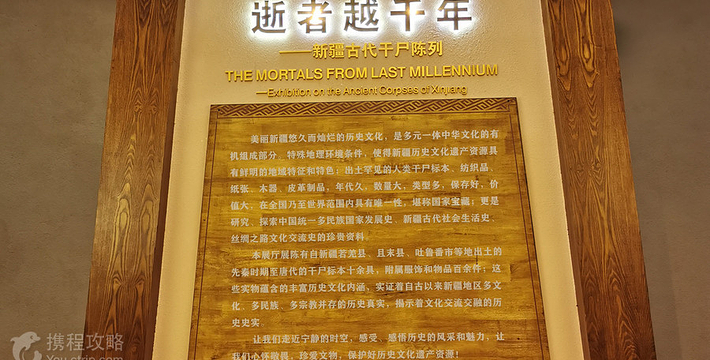 逝者越千年
——新疆古代干尸陈列
THE MORTALS FROM LAST MILLENNIUM
—Exhibition on the Ancient Corpses of Xinjiang
美丽新疆悠久而灿烂的历史文化，是多元一体中华文化的有
机组成部分。特殊地理环境条件，使得新疆历史文化遗产资源具
有鲜明的地域特征和特色；出土罕见的人类干尸标本、纺织品、
纸张、木器、皮革制品，年代久，数量大，类型多，保存好，价
值大，在全国乃至世界范围内具有唯一性，堪称国家宝藏；更是
研究、探索中国统一多民族国家发展史、新疆古代社会生活史、
丝绸之路文化交流史的珍贵资料。
本展厅展陈有自新疆若羌县、且末县、吐鲁番市等地出土的
先秦时期至唐代的干尸标本十余具，附属服饰和物品百余件；这
些实物蕴含的丰富历史文化内涵，实证着自古以来新疆地区多文
化、多民族、多宗教并存的历史真实，揭示着文化交流交融的历
史史实。
让我们走近宁静的时空，感受、感悟历史的风采和魅力，让
我们心怀敬畏，珍爱文物，保护好历史文化遗产资源！
携程攻略
You.ctrip.com